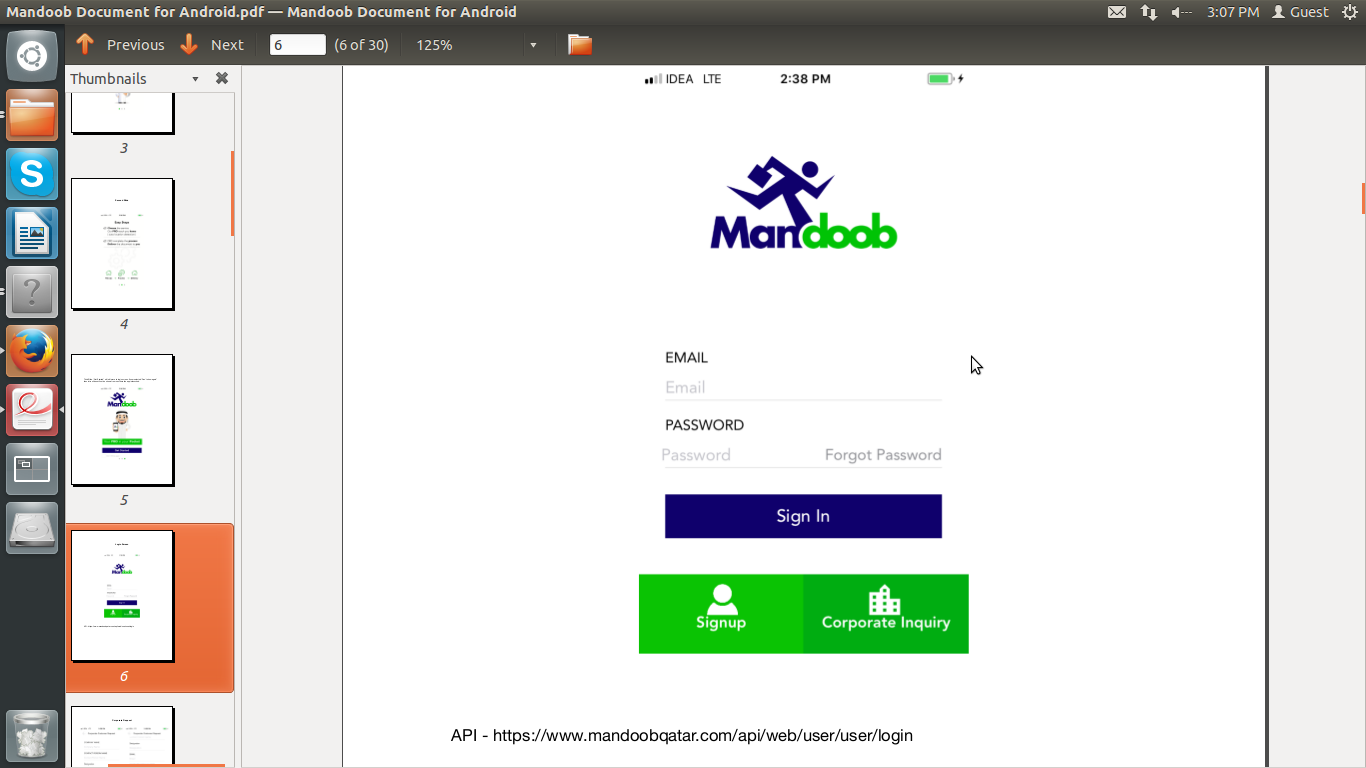 Mandoob Document for Android.pdf — Mandoob Document for Android
3:07 PM
Guest
Previous
Next
6
(6 of 30)
125%
Thumbnails
3
4
Mandoob
5
Mandoob
6
IDEA LTE
2:38 PM
Mandoob
EMAIL
Email
PASSWORD
Password
Forgot Password
Sign In
Signup
Corporate Inquiry
API - https://www.mandoobqatar.com/api/web/user/user/login